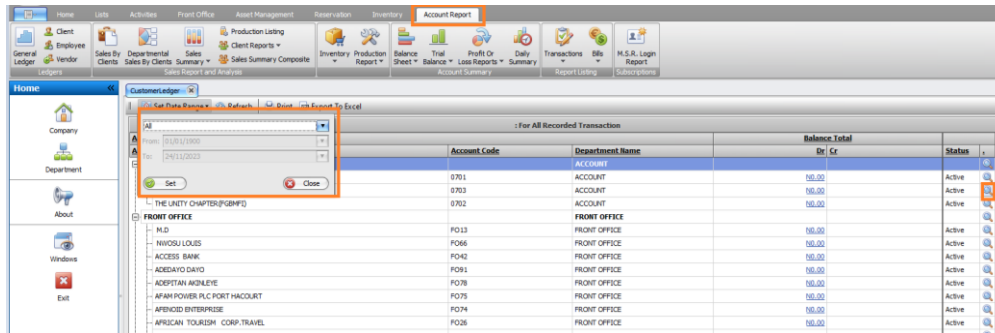 Home Lists Activities Front Office Asset Management Reservation Inventory Account Report
Client
Employee
Vendor
General Ledger
Ledgers
Sales By Clients
Departmental Sales By Clients
Sales Summary
Production Listing
Client Reports
Sales Summary Composite
Sales Report and Analysis
Inventory
Production Report
Balance Sheet
Trial Balance
Profit Or Loss Reports
Daily Summary
Account Summary
Transactions
Bills
Report Listing
M.S.R. Login Report
Subscriptions
Home
Company
Department
About
Windows
Exit
CustomerLedger
Set Date Range Refresh Print Export To Excel
All
From: 01/01/1900
To: 24/11/2023
Set Close
: For All Recorded Transaction
Balance Total
Account Code Department Name Dr Cr Status
ACCOUNT
0701 ACCOUNT N0.00 Active
0703 ACCOUNT N0.00 Active
THE UNITY CHAPTER(FGBMFI) 0702 ACCOUNT N0.00 Active
FRONT OFFICE FRONT OFFICE
M.D FO13 FRONT OFFICE N0.00 Active
NWOSU LOUIS FO66 FRONT OFFICE N0.00 Active
ACCESS BANK FO42 FRONT OFFICE N0.00 Active
ADEDAYO DAYO FO91 FRONT OFFICE N0.00 Active
ADEPITAN AKINLEYE FO78 FRONT OFFICE N0.00 Active
AFAM POWER PLC PORT HACOURT FO75 FRONT OFFICE N0.00 Active
AFENOID ENTERPRISE FO74 FRONT OFFICE N0.00 Active
AFRICAN TOURISM CORP.TRAVEL FO26 FRONT OFFICE N0.00 Active